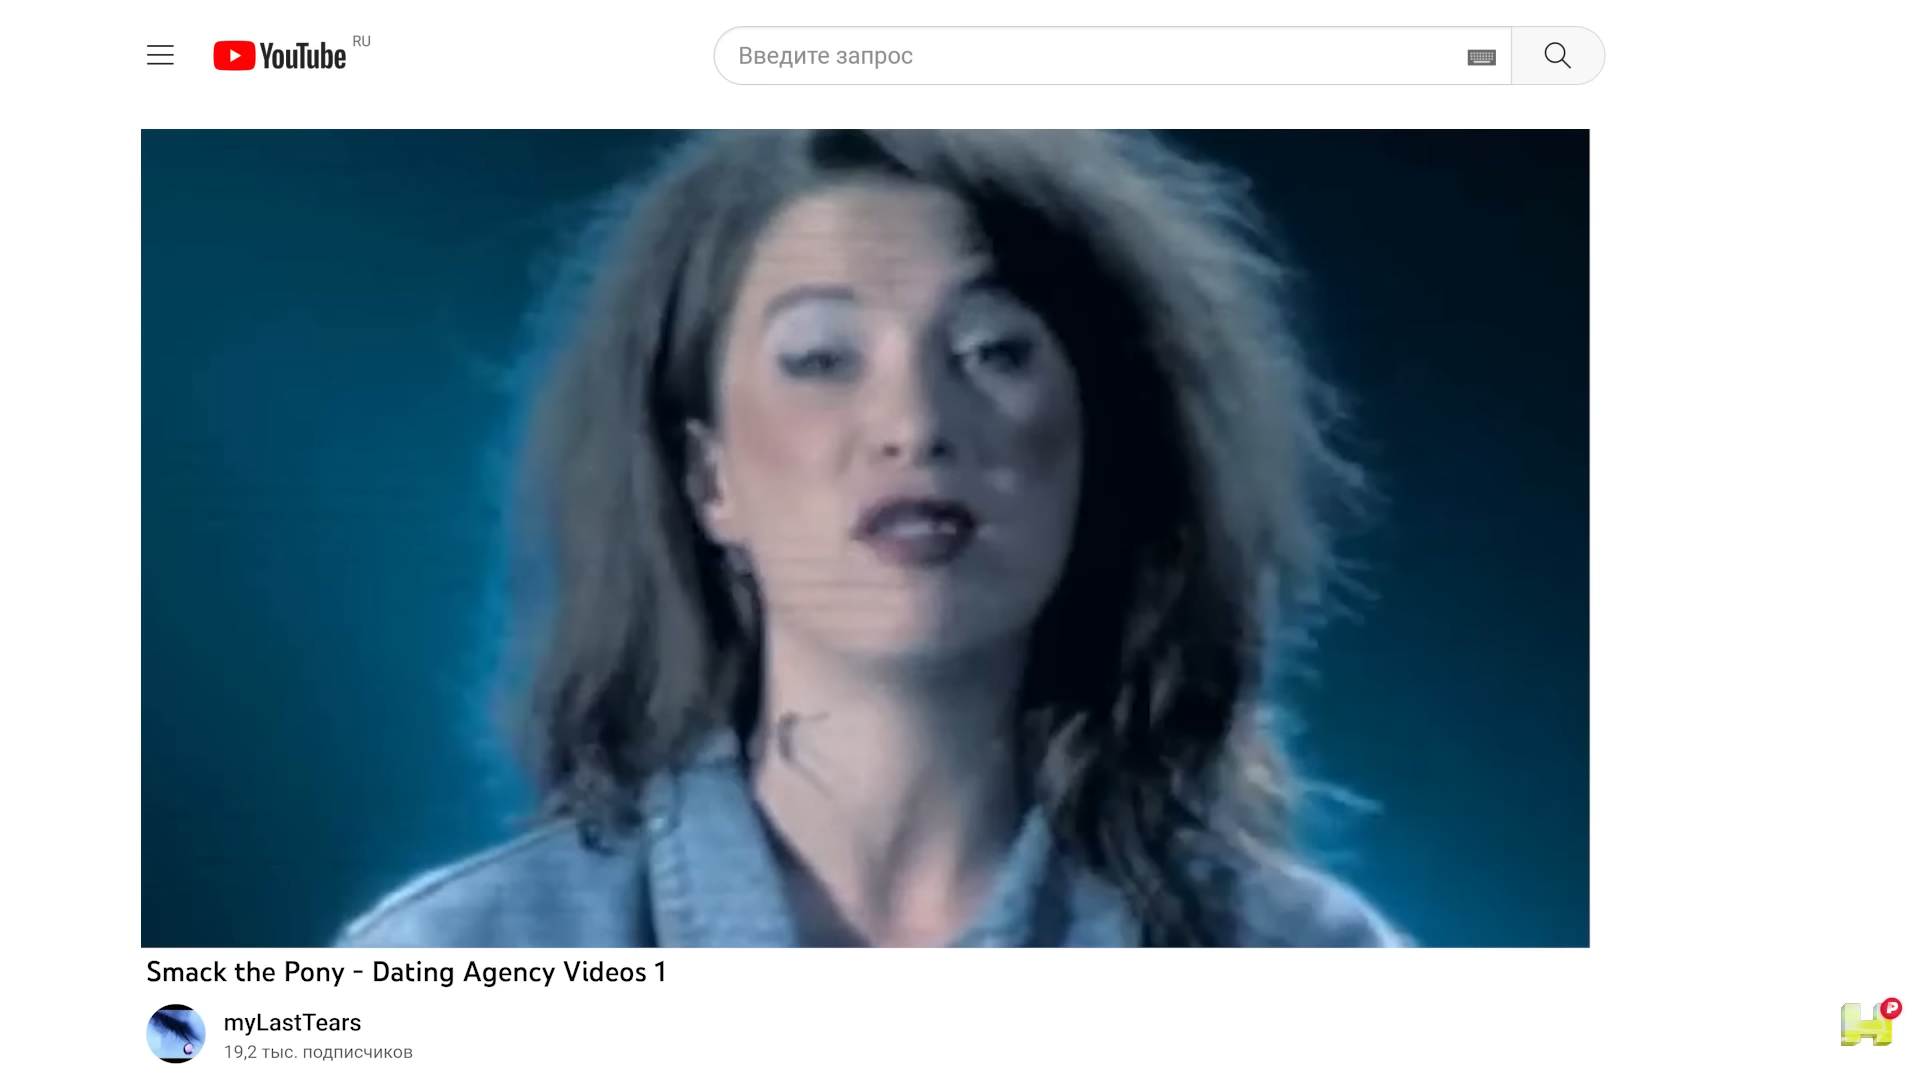 YouTube RU
Введите запрос
Smack the Pony - Dating Agency Videos 1
myLastTears
19,2 тыс. подписчиков
H P